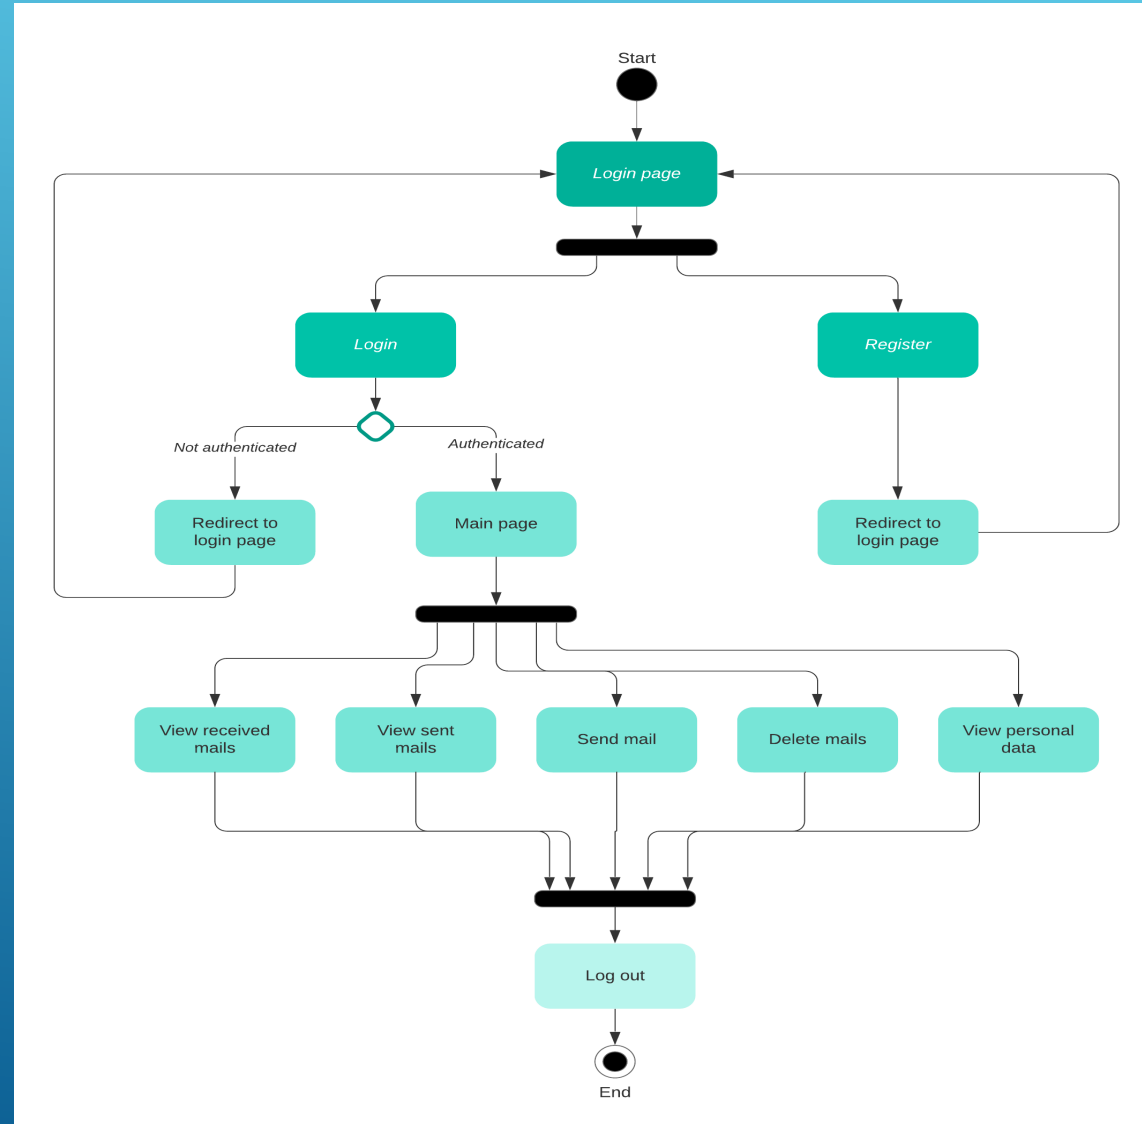 Start
Login page
Login
Register
Not authenticated
Authenticated
Redirect to
login page
Main page
Redirect to
login page
View received
mails
View sent
mails
Send mail
Delete mails
View personal
data
Log out
End